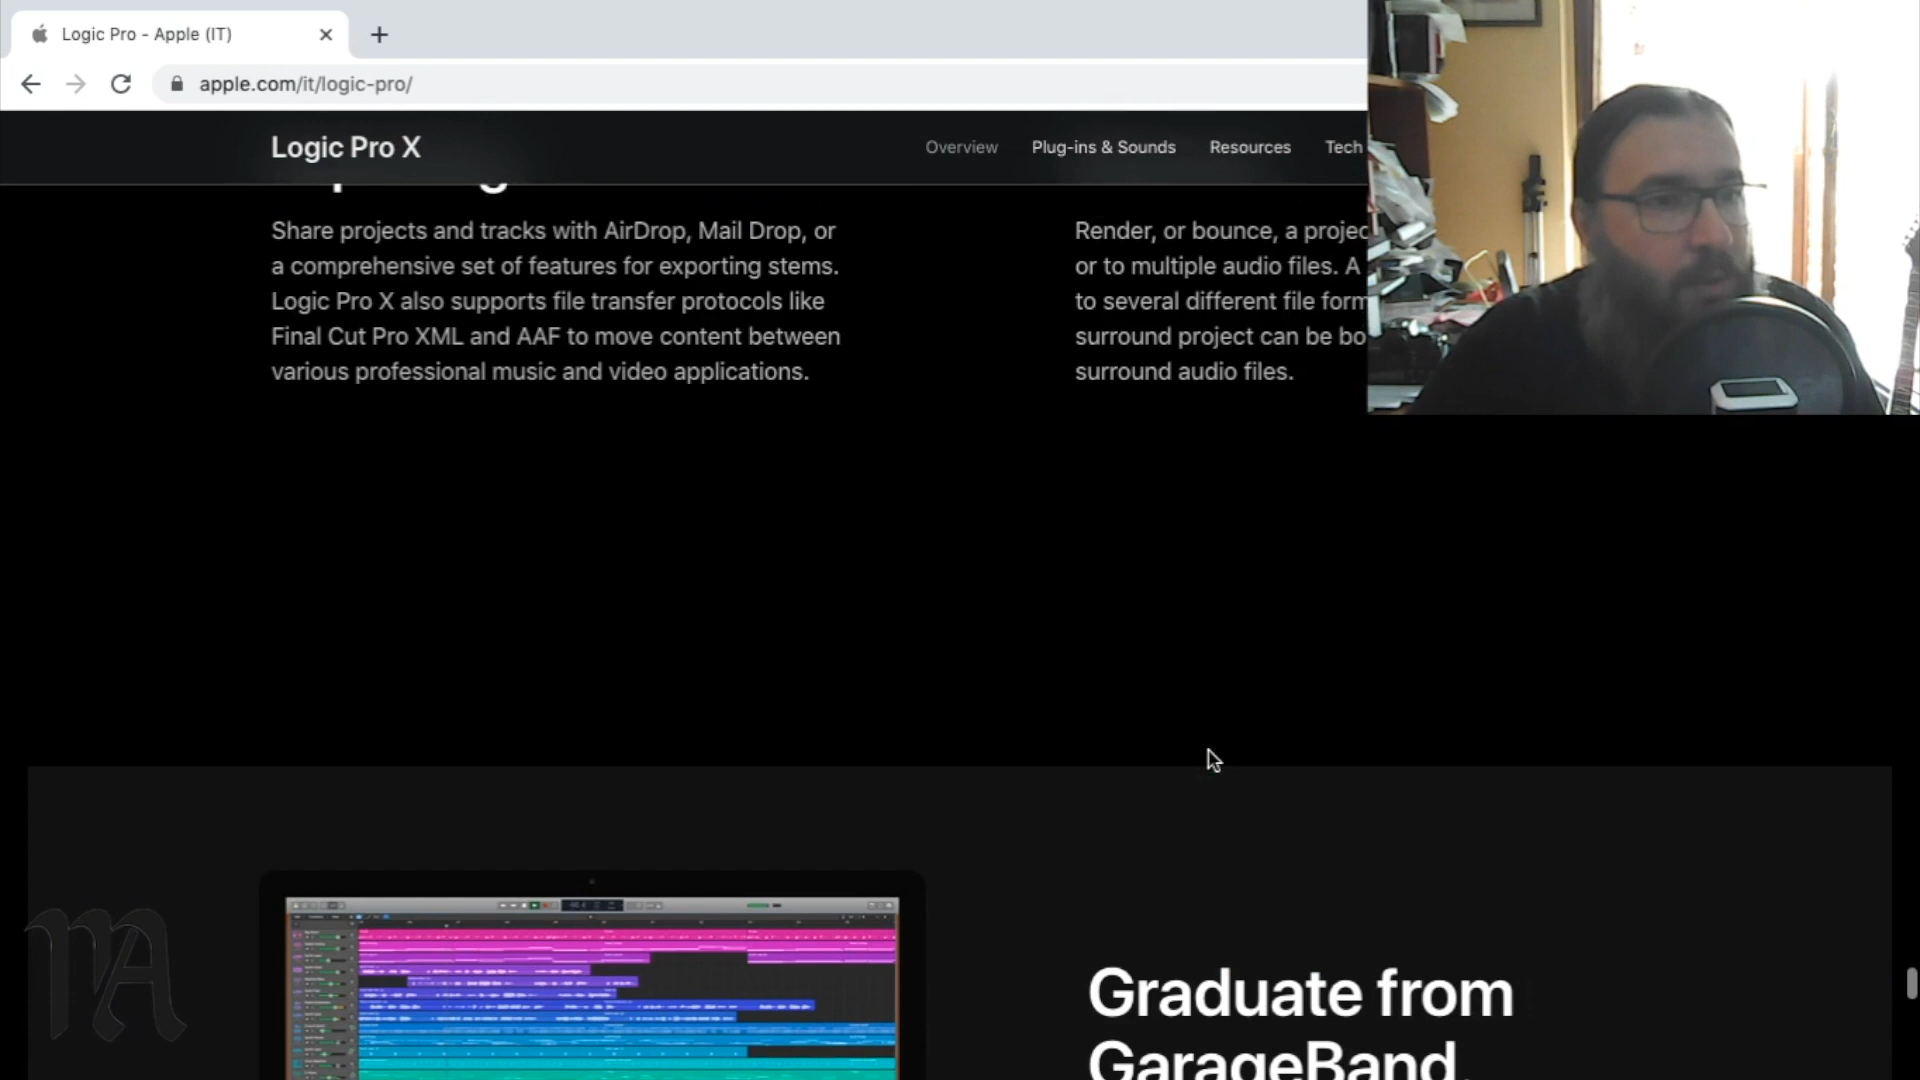 Logic Pro - Apple (IT)
apple.com/it/logic-pro/
Logic Pro X
Overview
Plug-ins & Sounds
Resources
Tech
Share projects and tracks with AirDrop, Mail Drop, or
a comprehensive set of features for exporting stems.
Logic Pro X also supports file transfer protocols like
Final Cut Pro XML and AAF to move content between
various professional music and video applications.
Render, or bounce, a projec
or to multiple audio files. A
to several different file form
surround project can be bo
surround audio files.
Graduate from
GarageBand.
MA